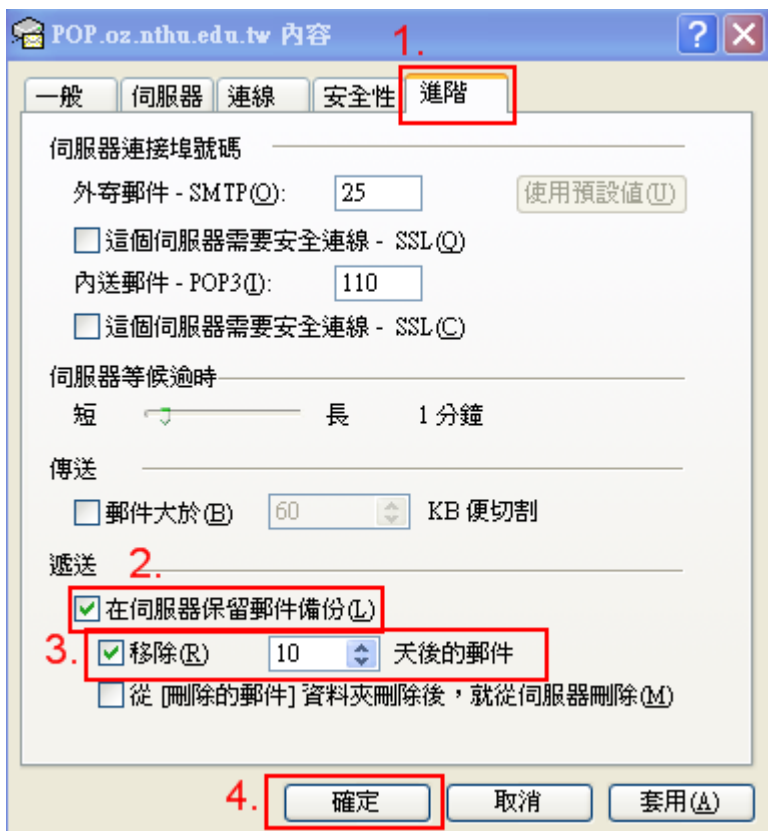 POP.oz.nthu.edu.tw 內容
1.
一般 伺服器 連線 安全性 進階
伺服器連接埠號碼
外寄郵件 - SMTP(O): 25 使用預設值(U)
這個伺服器需要安全連線 - SSL(Q)
內送郵件 - POP3(I): 110
這個伺服器需要安全連線 - SSL(C)
伺服器等候逾時
短 長 1 分鐘
傳送
郵件大於(B) 60 KB 便切割
遞送 2.
在伺服器保留郵件備份(L)
3. 移除(R) 10 天後的郵件
從 [刪除的郵件] 資料夾刪除後，就從伺服器刪除(M)
4. 確定 取消 套用(A)